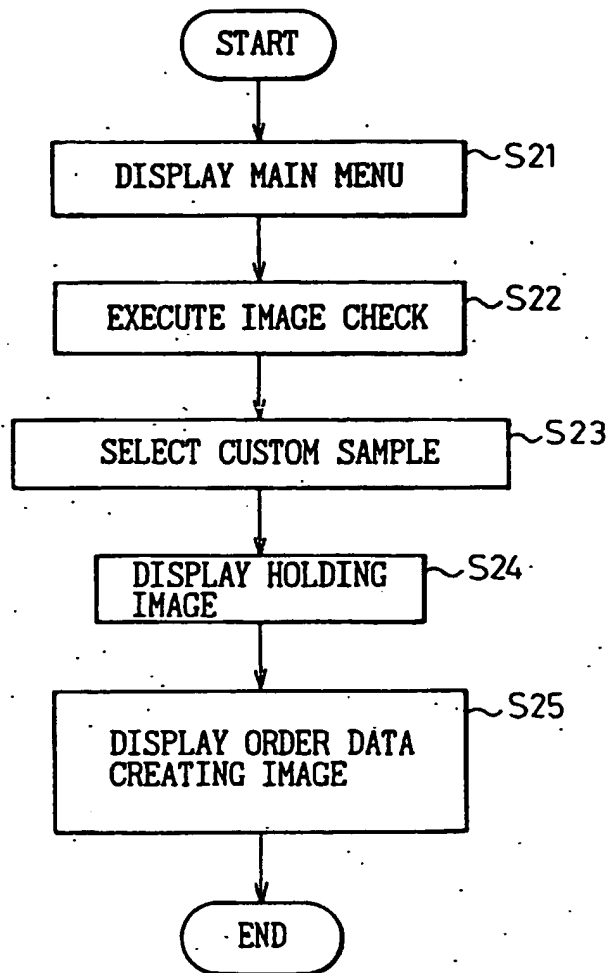 START
DISPLAY MAIN MENU
S21
EXECUTE IMAGE CHECK
S22
SELECT CUSTOM SAMPLE
S23
DISPLAY HOLDING
IMAGE
S24
DISPLAY ORDER DATA
CREATING IMAGE
S25
END